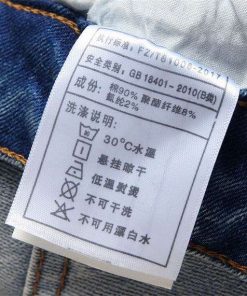 执行标准: FZ/T81006-2017
安全类别: GB 18401-2010(B类)
成份: 棉90% 聚酯纤维8%
氨纶2%
洗涤说明:
30℃水温
悬挂晾干
低温熨烫
不可干洗
不可用漂白水